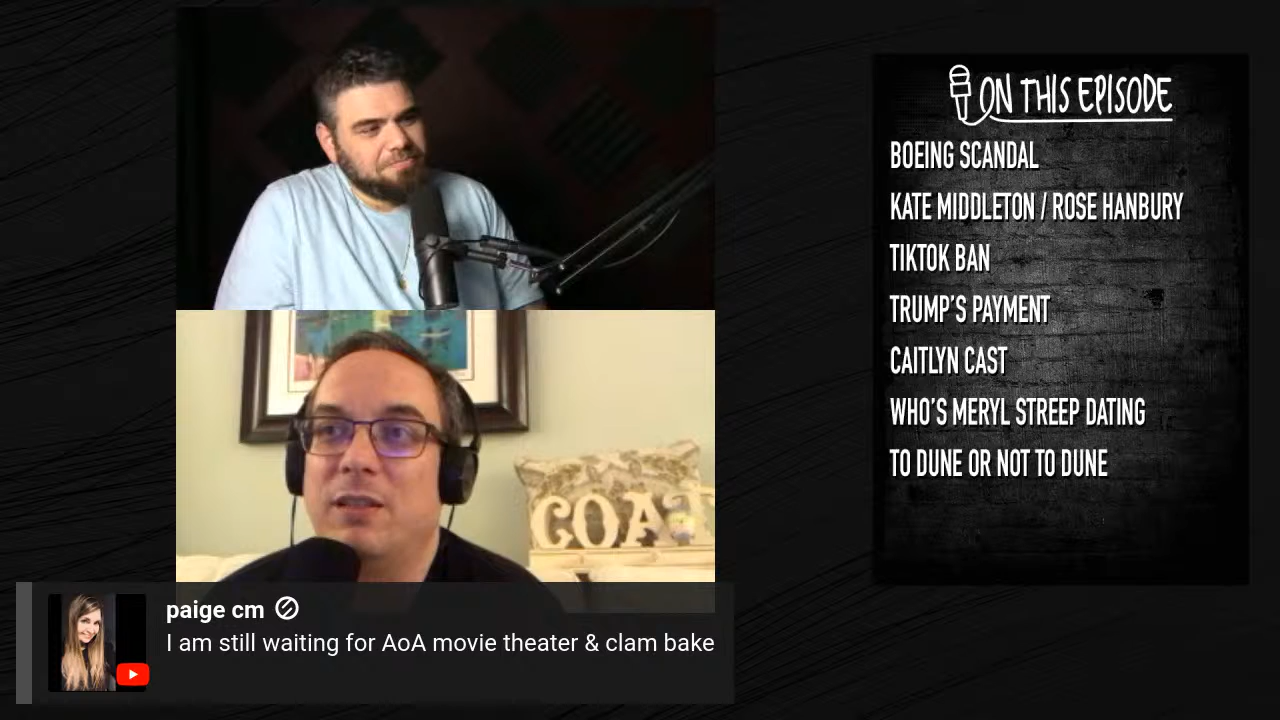 ON THIS EPISODE
BOEING SCANDAL
KATE MIDDLETON / ROSE HANBURY
TIKTOK BAN
TRUMP'S PAYMENT
CAITLYN CAST
WHO'S MERYL STREEP DATING
TO DUNE OR NOT TO DUNE
COAT
paige cm
I am still waiting for AoA movie theater & clam bake